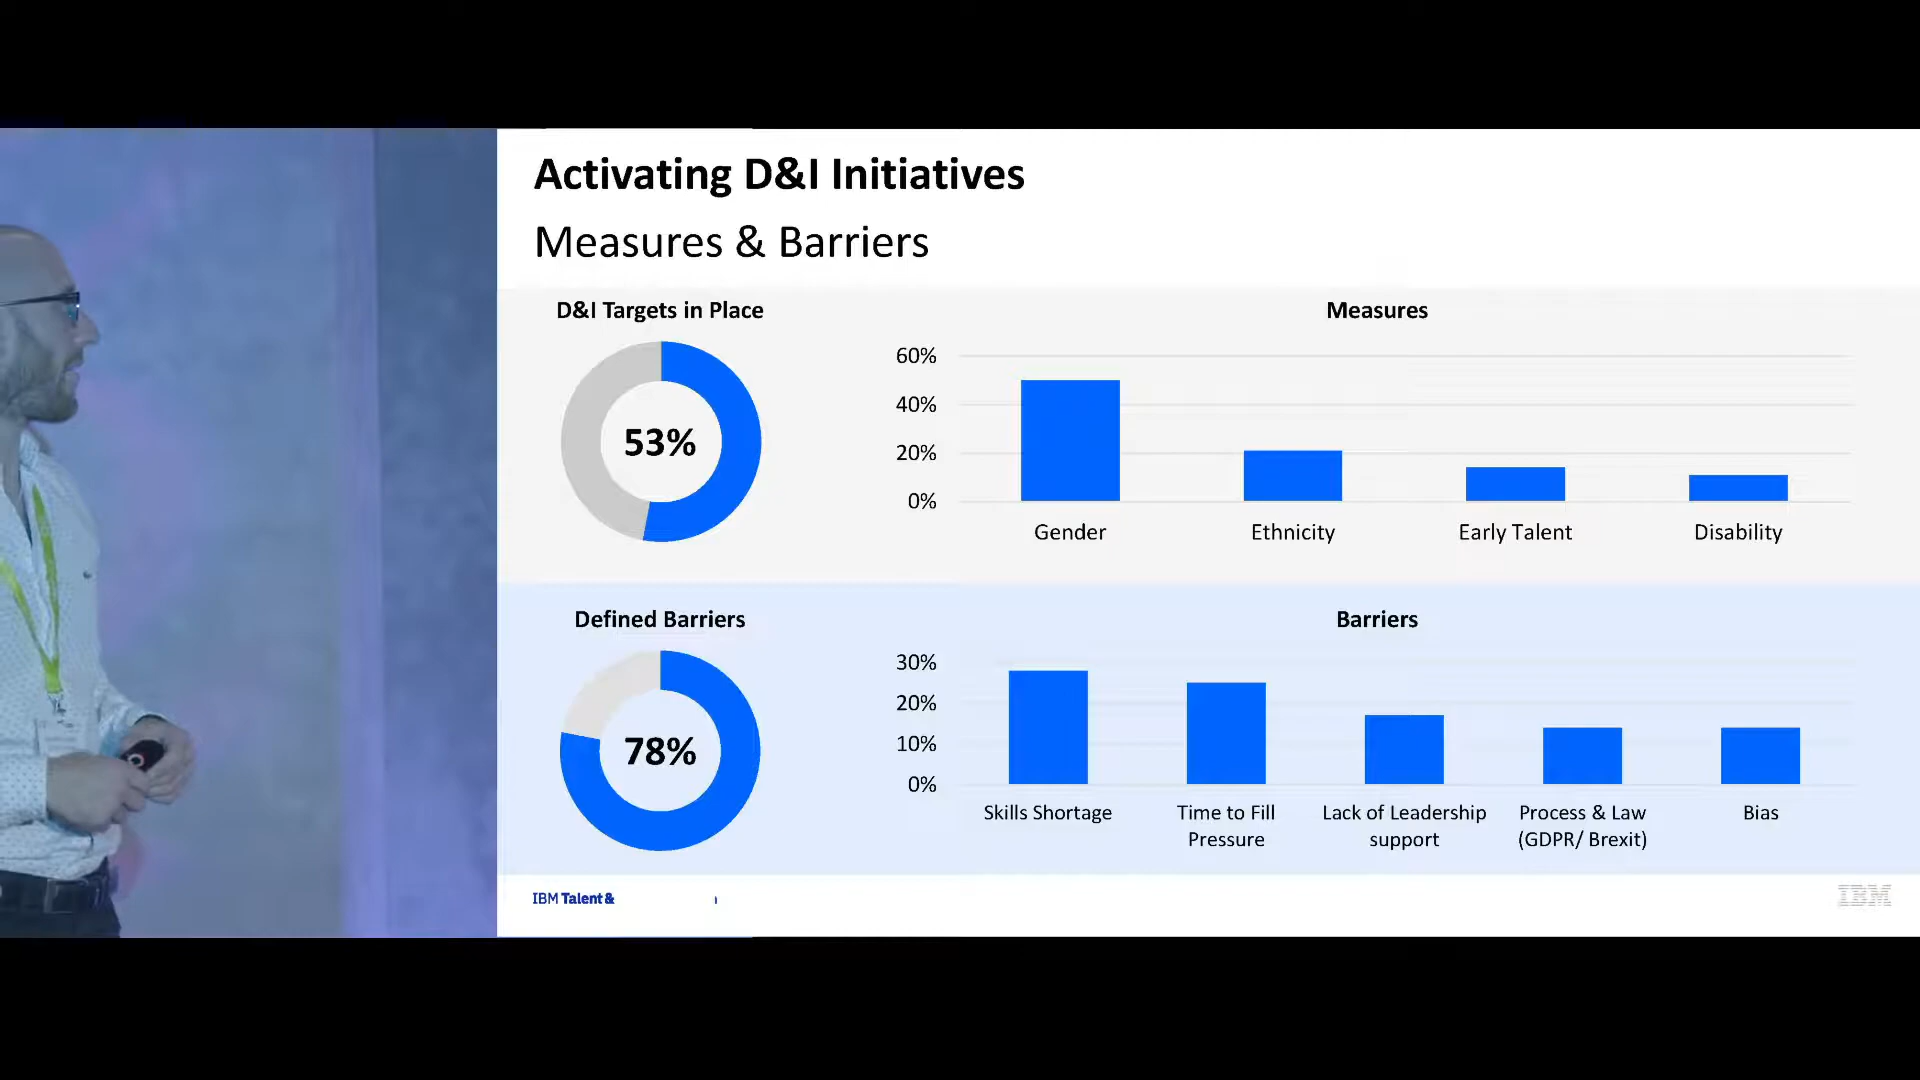 Activating D&I Initiatives
Measures & Barriers
D&I Targets in Place
53%
Measures
60%
40%
20%
0%
Gender
Ethnicity
Early Talent
Disability
Defined Barriers
78%
Barriers
30%
20%
10%
0%
Skills Shortage
Time to Fill
Pressure
Lack of Leadership
support
Process & Law
(GDPR/ Brexit)
Bias
IBM Talent &
IBM